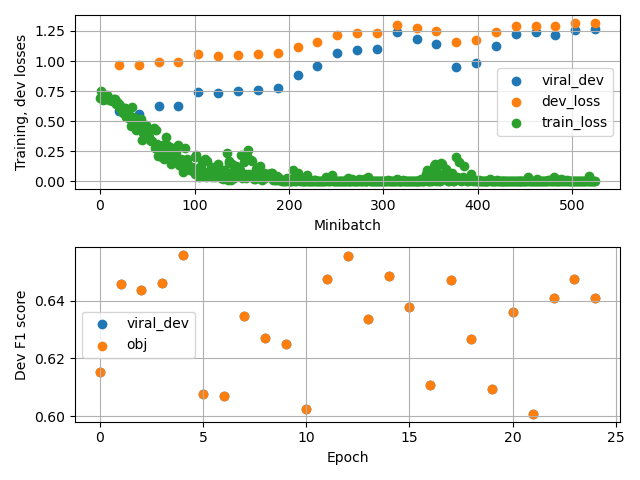 Training, dev losses
1.25
1.00
0.75
0.50
0.25
0.00
viral_dev
dev_loss
train_loss
0 100 200 300 400 500
Minibatch
Dev F1 score
0.64
0.62
0.60
viral_dev
obj
0 5 10 15 20 25
Epoch